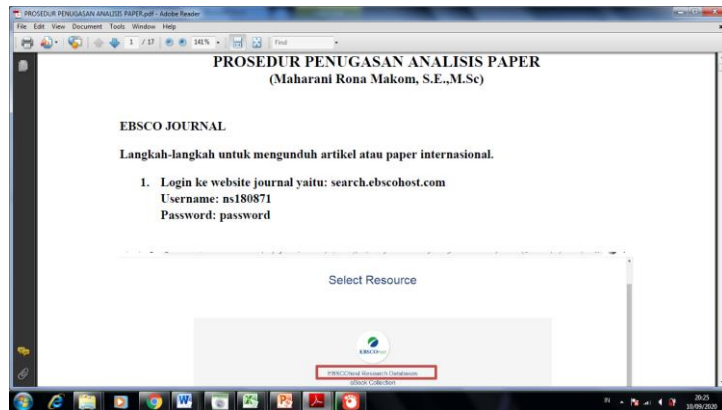 PROSEDUR PENUGASAN ANALISIS PAPER.pdf - Adobe Reader
File Edit View Document Tools Window Help
1 / 17 141% Find
PROSEDUR PENUGASAN ANALISIS PAPER
(Maharani Rona Makom, S.E.,M.Sc)
EBSCO JOURNAL
Langkah-langkah untuk mengunduh artikel atau paper internasional.
1. Login ke website journal yaitu: search.ebscohost.com
Username: ns180871
Password: password
Select Resource
EBSCOhost
EBSCOhost Research Databases
eBook Collection
IN
20:25
10/09/2020